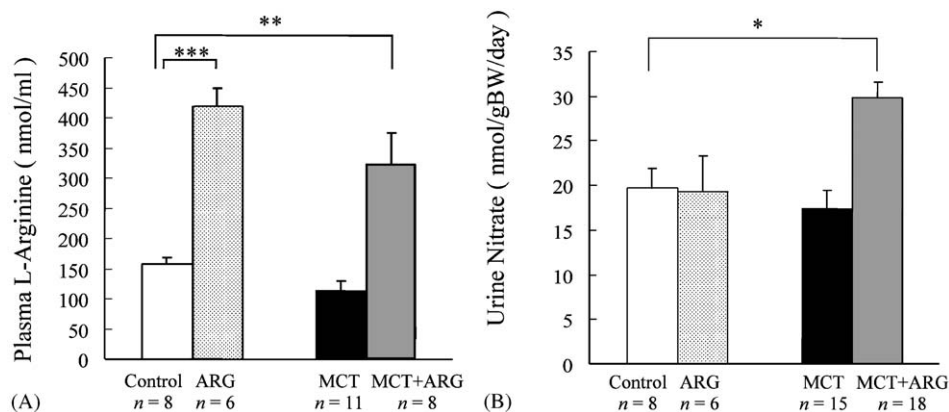 **
***
Plasma L-Arginine ( nmol/ml )
500
450
400
350
300
250
200
150
100
50
0
Control ARG MCT MCT+ARG
n = 8 n = 6 n = 11 n = 8
(A)
*
Urine Nitrate ( nmol/gBW/day )
35
30
25
20
15
10
5
0
Control ARG MCT MCT+ARG
n = 8 n = 6 n = 15 n = 18
(B)